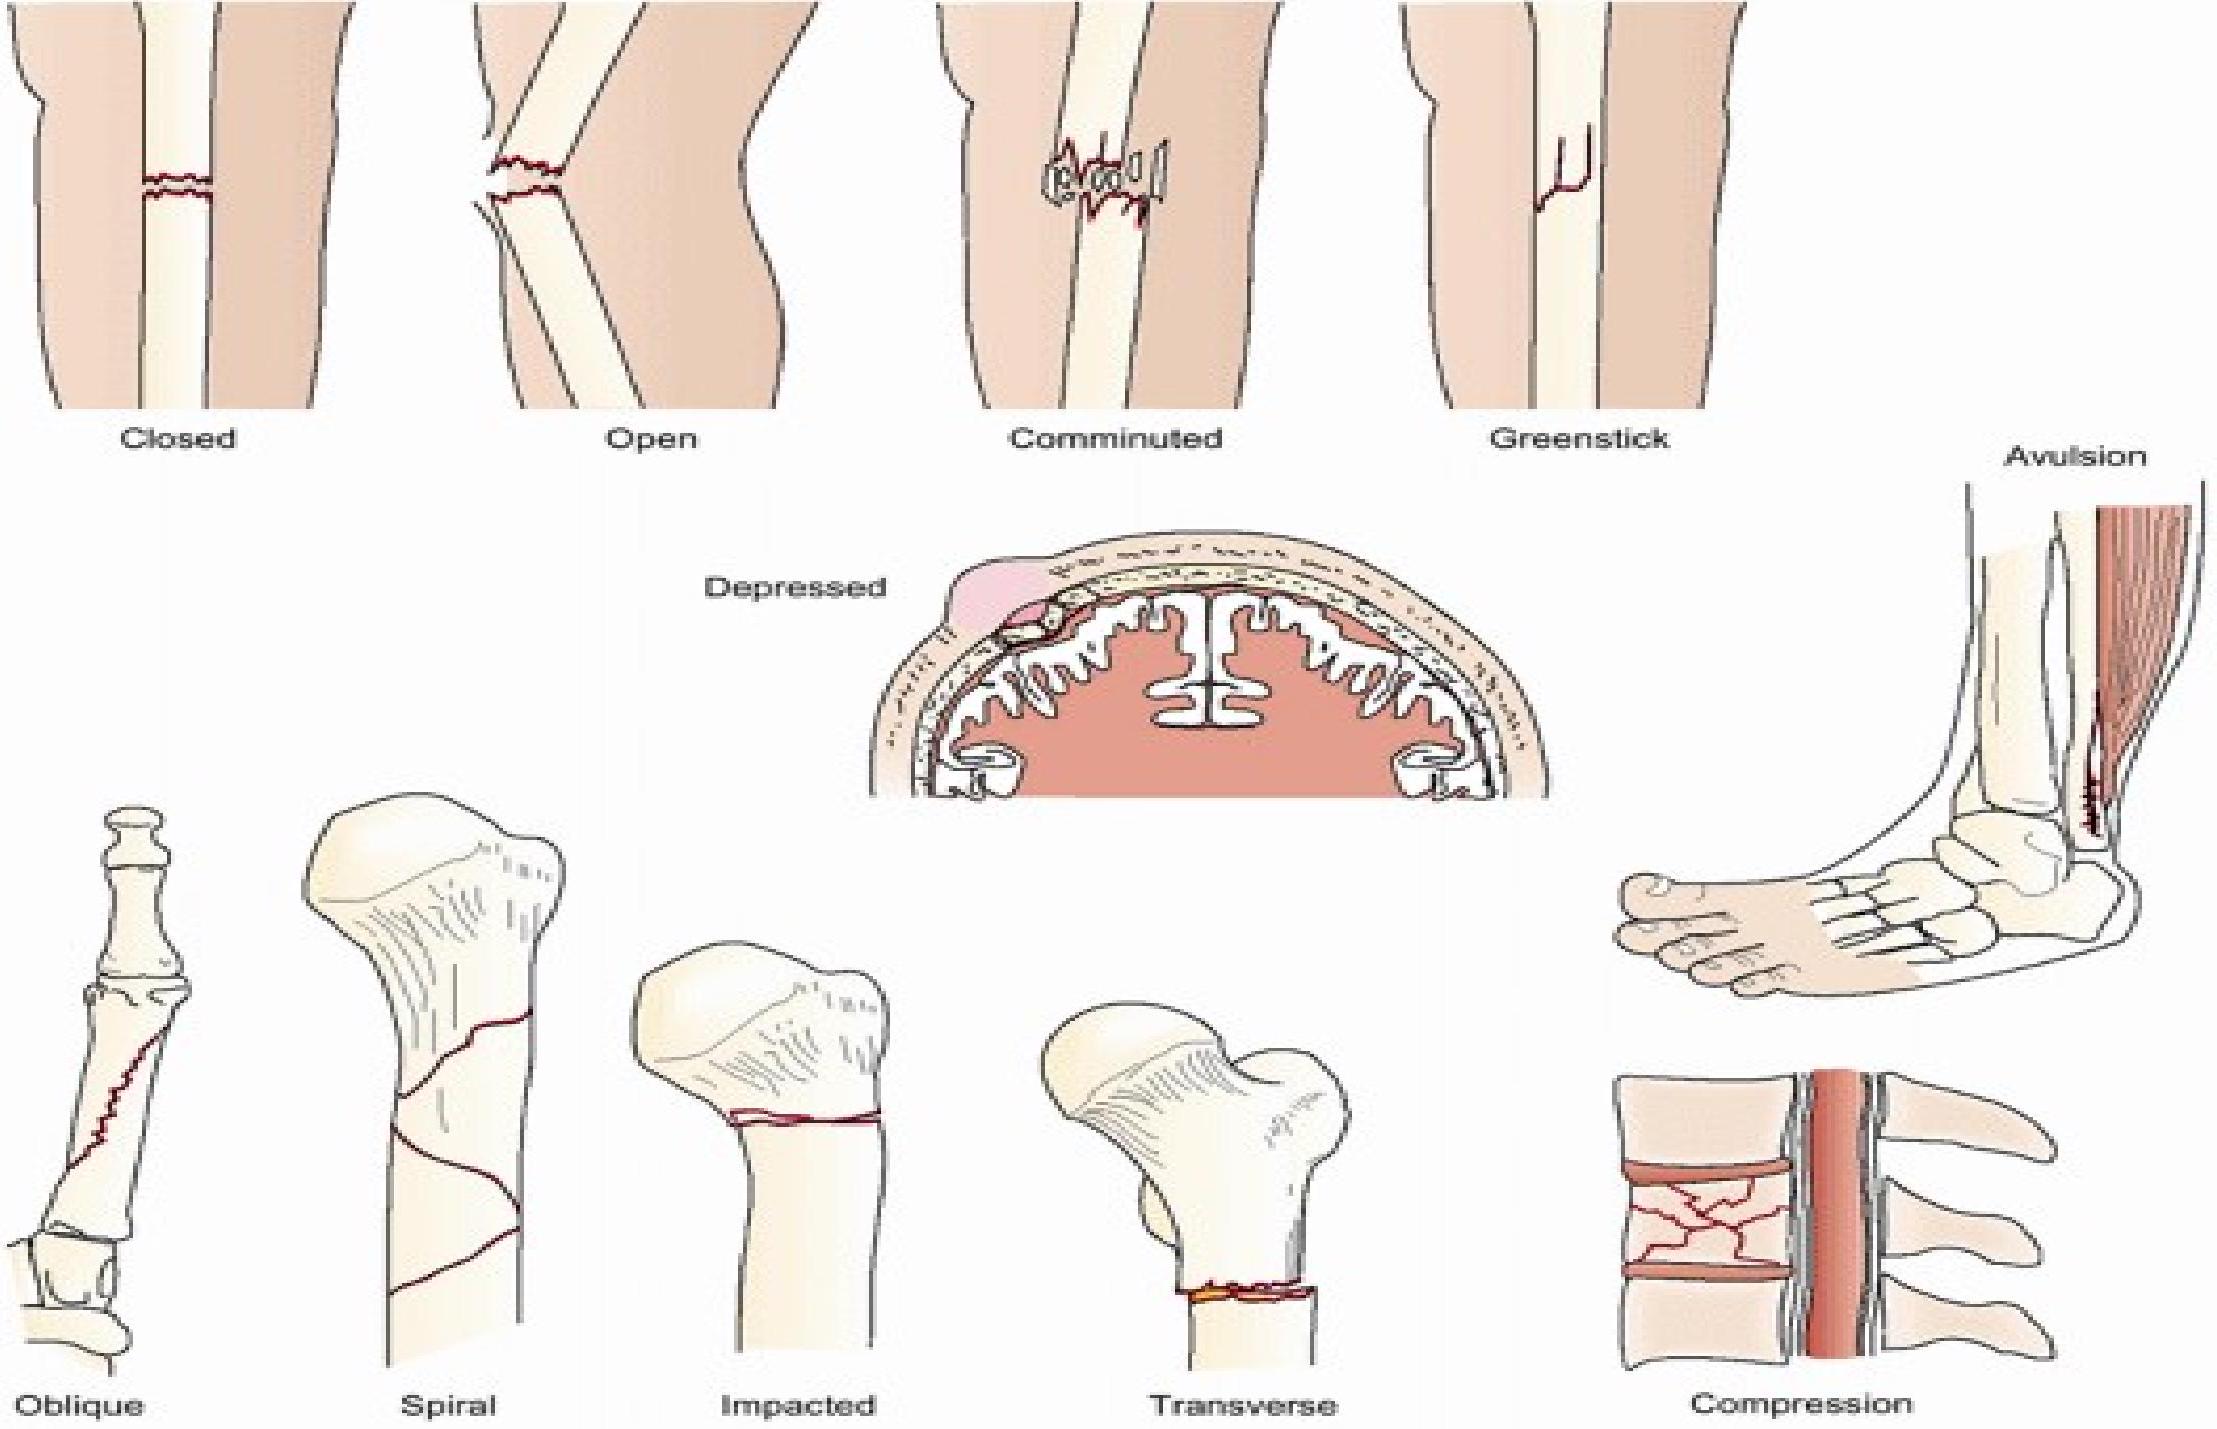 Closed
Open
Comminuted
Greenstick
Avulsion
Depressed
Oblique
Spiral
Impacted
Transverse
Compression